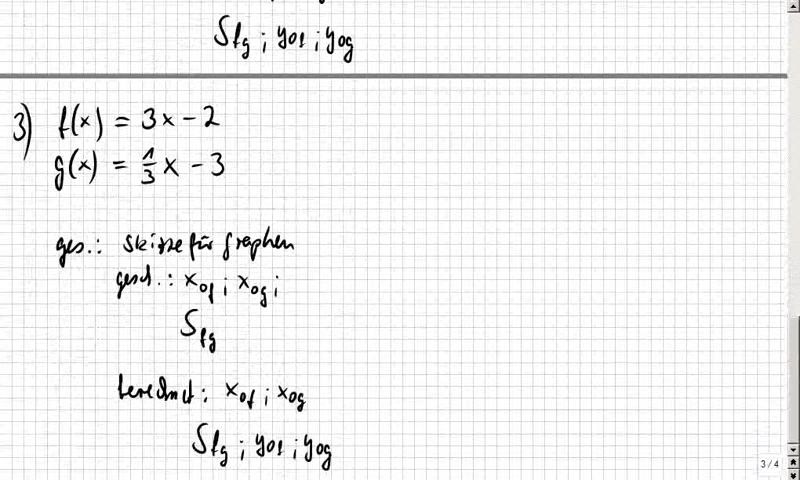 S_fg ; y_0f ; y_0g
3) f(x) = 3x - 2
g(x) = 1/3 x - 3
ges.: Skizze für Graphen
gesch.: x_0f ; x_0g ;
S_fg
berechnet: x_0f ; x_0g
S_fg ; y_0f ; y_0g
3 / 4